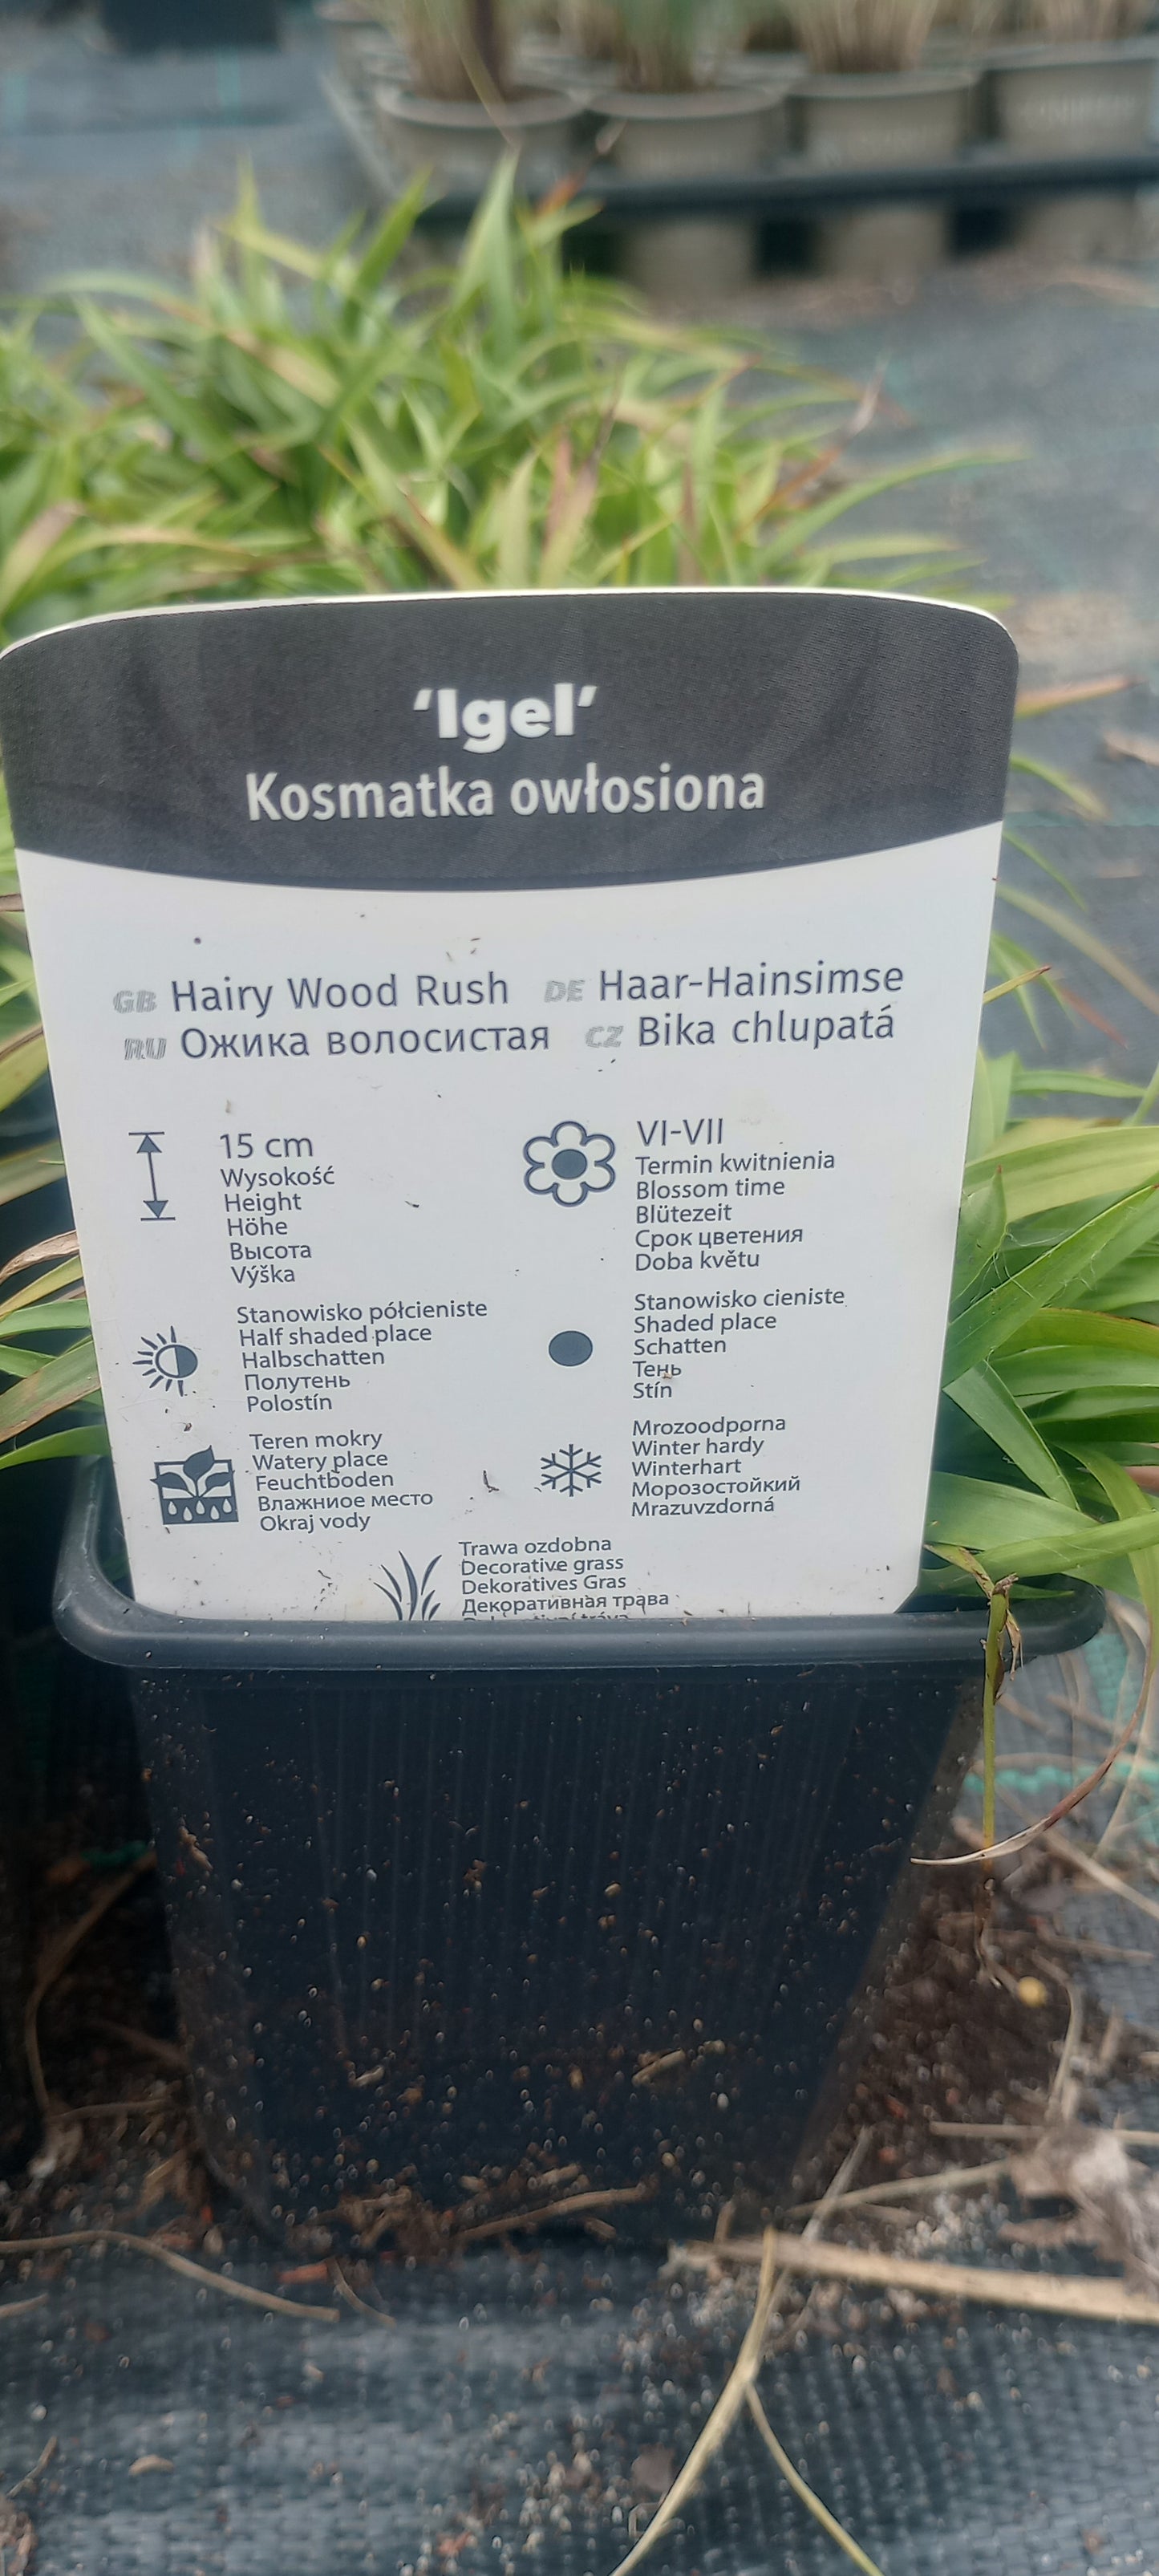 ‘Igel’
Kosmatka owłosiona
GB Hairy Wood Rush DE Haar-Hainsimse
RU Ожика волосистая CZ Bika chlupatá
15 cm
Wysokość
Height
Höhe
Высота
Výška
VI-VII
Termin kwitnienia
Blossom time
Blütezeit
Срок цветения
Doba květu
Stanowisko półcieniste
Half shaded place
Halbschatten
Полутень
Polostín
Stanowisko cieniste
Shaded place
Schatten
Тень
Stín
Teren mokry
Watery place
Feuchtboden
Влажниое место
Okraj vody
Mrozoodporna
Winter hardy
Winterhart
Морозостойкий
Mrazuvzdorná
Trawa ozdobna
Decorative grass
Dekoratives Gras
Декоративная трава